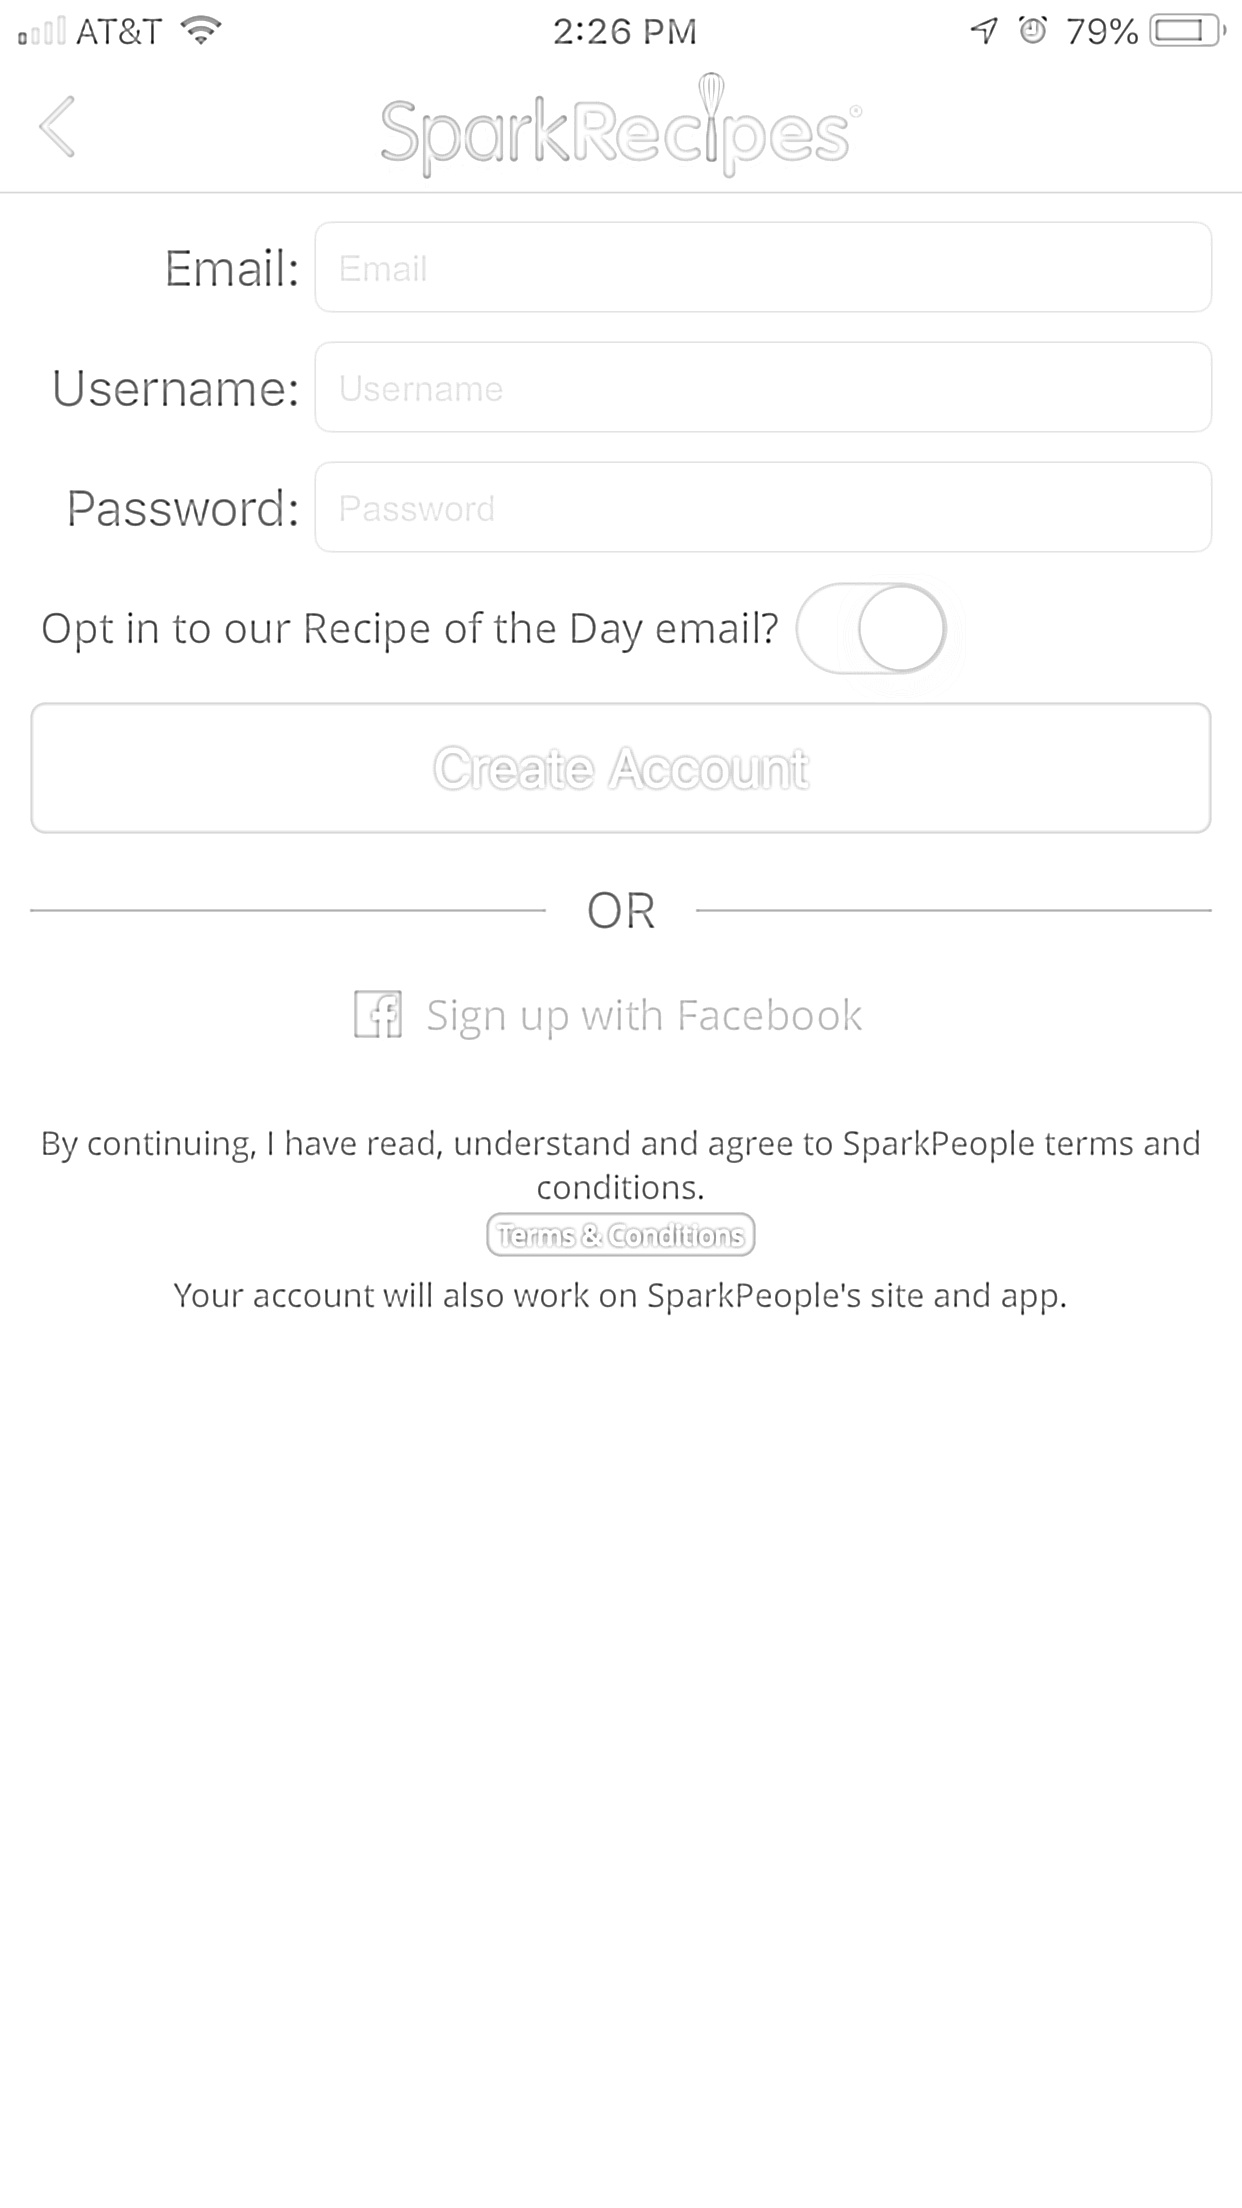 AT&T 2:26 PM 79%
SparkRecipes®
Email: Email
Username: Username
Password: Password
Opt in to our Recipe of the Day email?
Create Account
OR
Sign up with Facebook
By continuing, I have read, understand and agree to SparkPeople terms and
conditions.
Terms & Conditions
Your account will also work on SparkPeople's site and app.